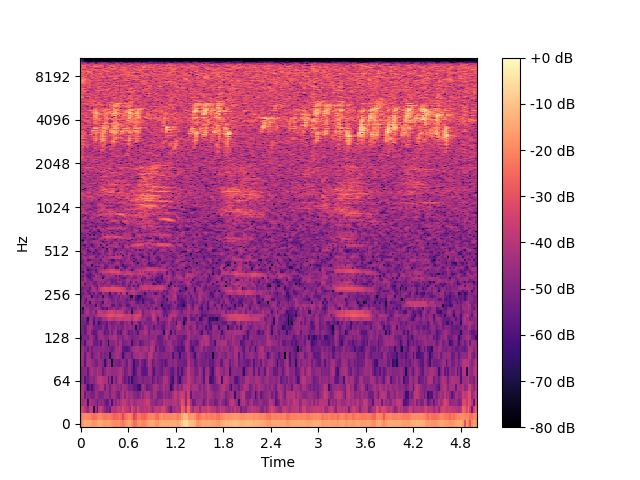 8192
4096
2048
1024
512
256
128
64
0
Hz
0 0.6 1.2 1.8 2.4 3 3.6 4.2 4.8
Time
+0 dB
-10 dB
-20 dB
-30 dB
-40 dB
-50 dB
-60 dB
-70 dB
-80 dB